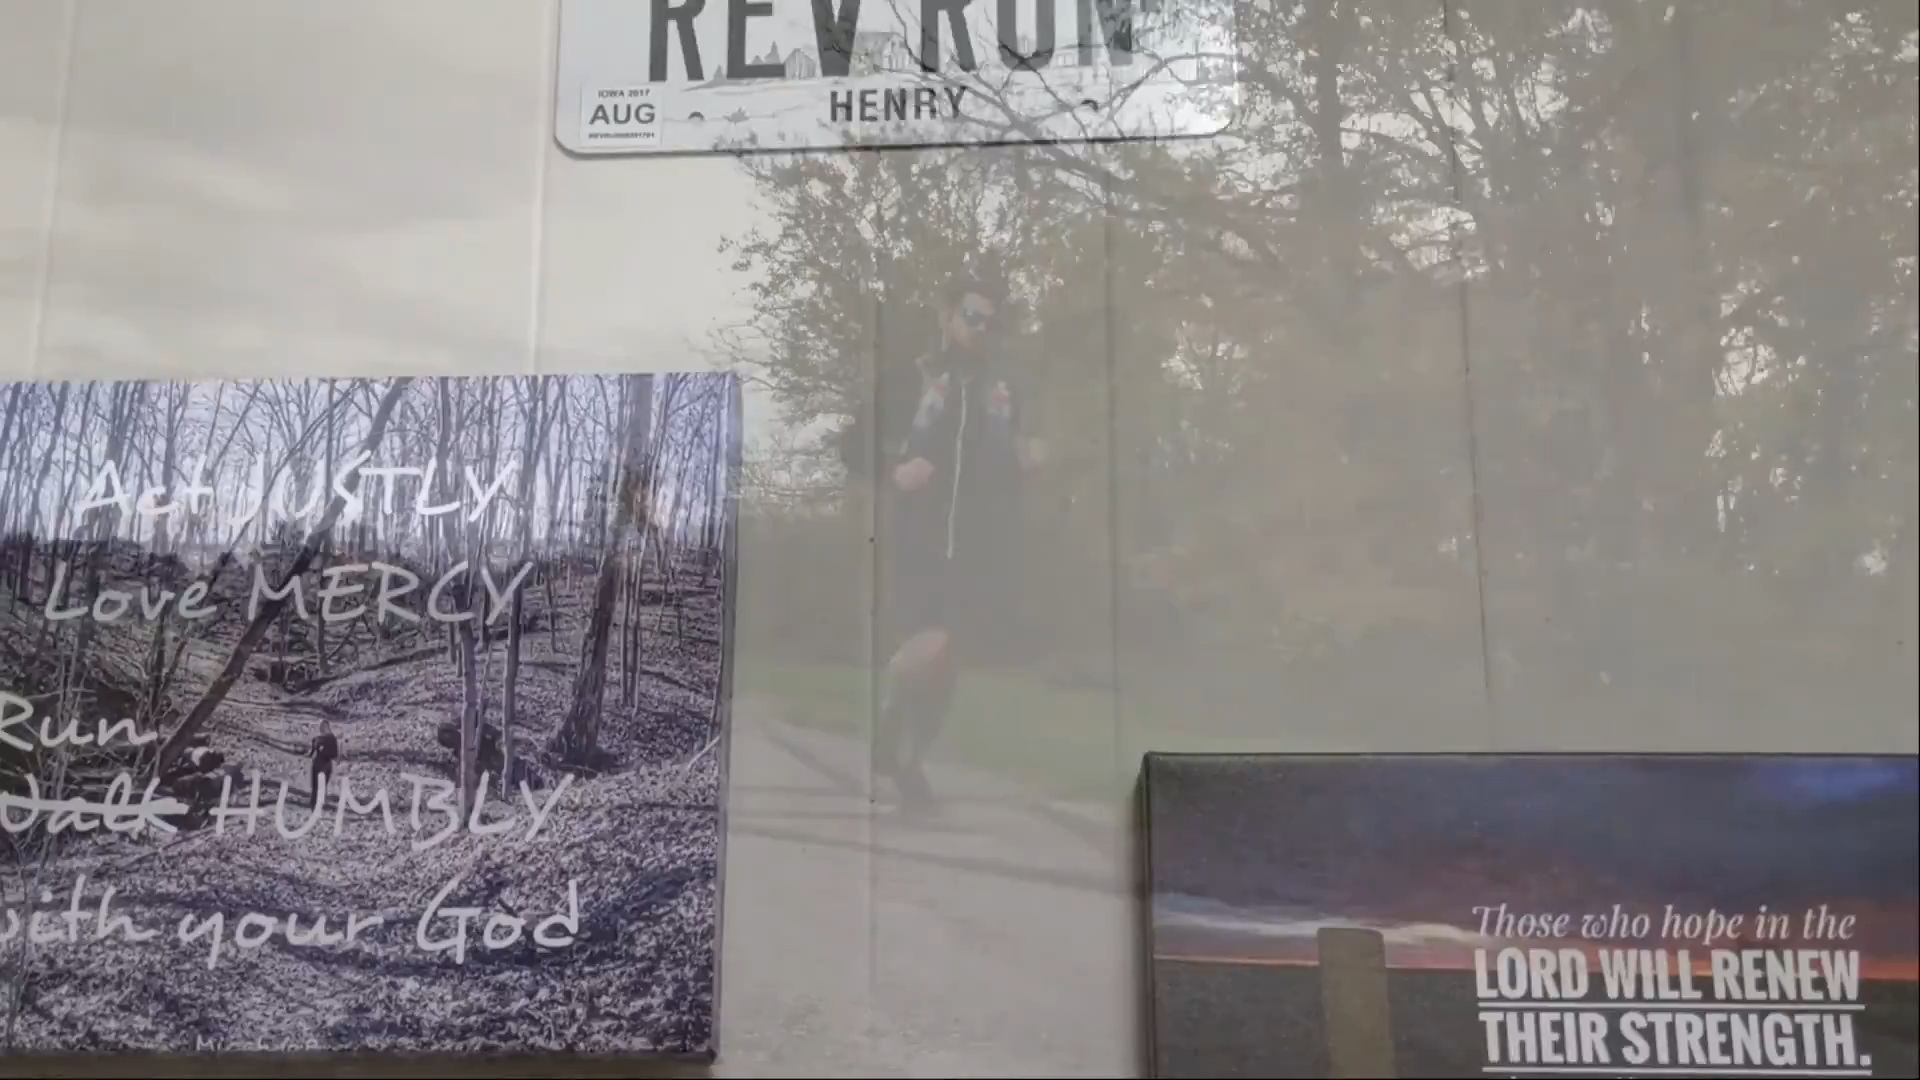 REV RUN
IOWA 2017
AUG
HENRY
Act JUSTLY
Love MERCY
Run
Walk HUMBLY
with your God
Those who hope in the
LORD WILL RENEW
THEIR STRENGTH.